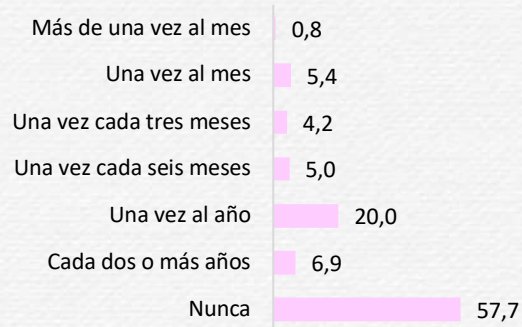 Más de una vez al mes 0,8
Una vez al mes 5,4
Una vez cada tres meses 4,2
Una vez cada seis meses 5,0
Una vez al año 20,0
Cada dos o más años 6,9
Nunca 57,7